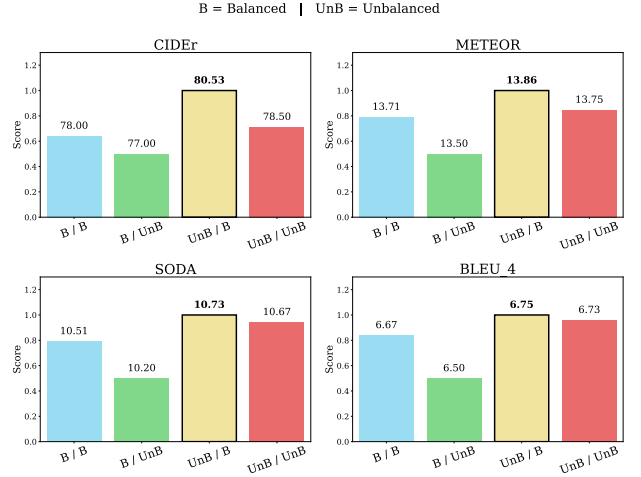 B = Balanced | UnB = Unbalanced
CIDEr
Score
1.2
1.0
0.8
0.6
0.4
0.2
0.0
78.00
77.00
80.53
78.50
B / B
B / UnB
UnB / B
UnB / UnB
METEOR
Score
1.2
1.0
0.8
0.6
0.4
0.2
0.0
13.71
13.50
13.86
13.75
B / B
B / UnB
UnB / B
UnB / UnB
SODA
Score
1.2
1.0
0.8
0.6
0.4
0.2
0.0
10.51
10.20
10.73
10.67
B / B
B / UnB
UnB / B
UnB / UnB
BLEU_4
Score
1.2
1.0
0.8
0.6
0.4
0.2
0.0
6.67
6.50
6.75
6.73
B / B
B / UnB
UnB / B
UnB / UnB